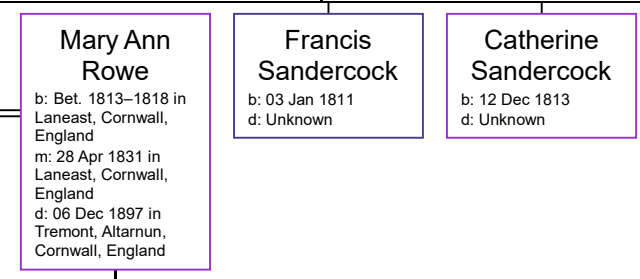 Mary Ann
Rowe
b: Bet. 1813–1818 in
Laneast, Cornwall,
England
m: 28 Apr 1831 in
Laneast, Cornwall,
England
d: 06 Dec 1897 in
Tremont, Altarnun,
Cornwall, England
Francis
Sandercock
b: 03 Jan 1811
d: Unknown
Catherine
Sandercock
b: 12 Dec 1813
d: Unknown